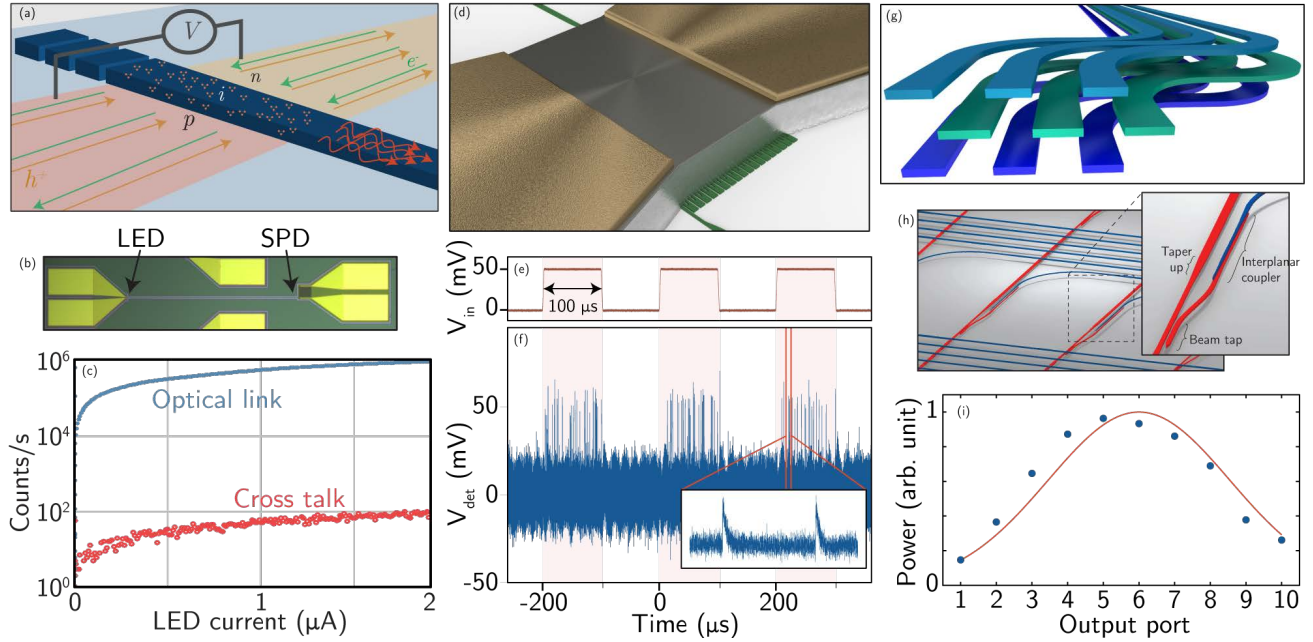 (a)
V
n
e⁻
i
p
h⁺
(b)
LED
SPD
(c)
10⁶
10⁴
10²
10⁰
Counts/s
Optical link
Cross talk
0
1
2
LED current (μA)
(d)
(e)
50
0
V_in (mV)
100 μs
(f)
50
0
-50
V_det (mV)
-200
0
200
Time (μs)
(g)
(h)
Taper
up
Interplanar
coupler
Beam tap
(i)
1
0
Power (arb. unit)
1 2 3 4 5 6 7 8 9 10
Output port